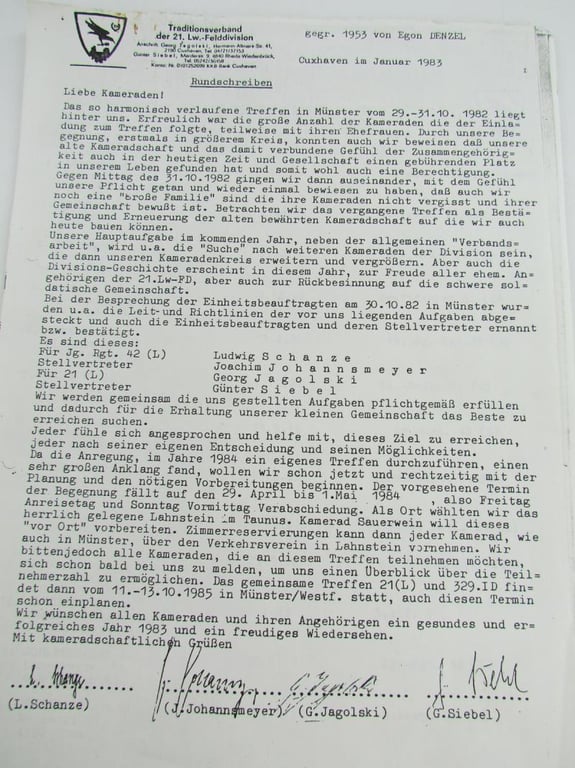 Traditionsverband
der 21. Lw.-Felddivision
Anschrift: Georg Jagolski, Hermann-Allmers-Str. 41,
2190 Cuxhaven, Tel. 04721/37153
Günter Siebel, Merderen 9, 4840 Rheda-Wiedenbrück,
Tel. 05242/56158
gegr. 1953 von Egon DENZEL
Cuxhaven im Januar 1983
Rundschreiben
Liebe Kameraden!
Das so harmonisch verlaufene Treffen in Münster vom 29.-31.10. 1982 liegt
hinter uns. Erfreulich war die große Anzahl der Kameraden die der Einla=
dung zum Treffen folgte, teilweise mit ihren Ehefrauen. Durch unsere Be=
gegnung, erstmals in größerem Kreis, konnten auch wir beweisen daß unsere
alte Kameradschaft und das damit verbundene Gefühl der Zusammengehörig=
keit auch in der heutigen Zeit und Gesellschaft einen gebührenden Platz
in unserem Leben gefunden hat und somit wohl auch eine Berechtigung.
Gegen Mittag des 31.10.1982 gingen wir dann auseinander, mit dem Gefühl
unsere Pflicht getan und wieder einmal bewiesen zu haben, daß auch wir
noch eine "große Familie" sind die ihre Kameraden nicht vergisst und ihrer
Gemeinschaft bewußt ist. Betrachten wir das vergangene Treffen als Bestä=
tigung und Erneuerung der alten bewährten Kameradschaft auf die wir auch
heute bauen können.
Unsere Hauptaufgabe im kommenden Jahr, neben der allgemeinen "Verbands=
arbeit", wird u.a. die "Suche" nach weiteren Kameraden der Division sein,
die dann unseren Kameradenkreis erweitern und vergrößern. Aber auch die
Divisions-Geschichte erscheint in diesem Jahr, zur Freude aller ehem. An=
gehörigen der 21.Lw-FD, aber auch zur Rückbesinnung auf die schwere sol=
datische Gemeinschaft.
Bei der Besprechung der Einheitsbeauftragten am 30.10.82 in Münster wur=
den u.a. die Leit-und Richtlinien der vor uns liegenden Aufgaben abge=
steckt und auch die Einheitsbeauftragten und deren Stellvertreter ernannt
bzw. bestätigt.
Es sind dieses:
Für Jg. Rgt. 42 (L) Ludwig S c h a n z e
Stellvertreter Joachim J o h a n n s m e y e r
Für 21 (L) Georg J a g o l s k i
Stellvertreter Günter S i e b e l
Wir werden gemeinsam die uns gestellten Aufgaben pflichtgemäß erfüllen
und dadurch für die Erhaltung unserer kleinen Gemeinschaft das Beste zu
erreichen suchen.
Jeder fühle sich angesprochen und helfe mit, dieses Ziel zu erreichen,
jeder nach seiner eigenen Entscheidung und seinen Möglichkeiten.
Da die Anregung, im Jahre 1984 ein eigenes Treffen durchzuführen, einen
sehr großen Anklang fand, wollen wir schon jetzt und rechtzeitig mit der
Planung und den nötigen Vorbereitungen beginnen. Der vorgesehene Termin
der Begegnung fällt auf den 29. April bis 1.Mai 1984 , also Freitag
Anreisetag und Sonntag Vormittag Verabschiedung. Als Ort wählten wir das
herrlich gelegene Lahnstein im Taunus. Kamerad Sauerwein will dieses
"vor Ort" vorbereiten. Zimmerreservierungen kann dann jeder Kamerad, wie
auch in Münster, über den Verkehrsverein in Lahnstein vornehmen. Wir
bittenjedoch alle Kameraden, die an diesem Treffen teilnehmen möchten,
sich schon bald bei uns zu melden, um uns einen Überblick über die Teil=
nehmerzahl zu ermöglichen. Das gemeinsame Treffen 21(L) und 329.ID fin=
det dann vom 11.-13.10.1985 in Münster/Westf. statt, auch diesen Termin
schon einplanen.
Wir wünschen allen Kameraden und ihren Angehörigen ein gesundes und er=
folgreiches Jahr 1983 und ein freudiges Wiedersehen.
Mit kameradschaftlichen Grüßen
(L.Schanze) (J.Johannsmeyer) (G.Jagolski) (G.Siebel)